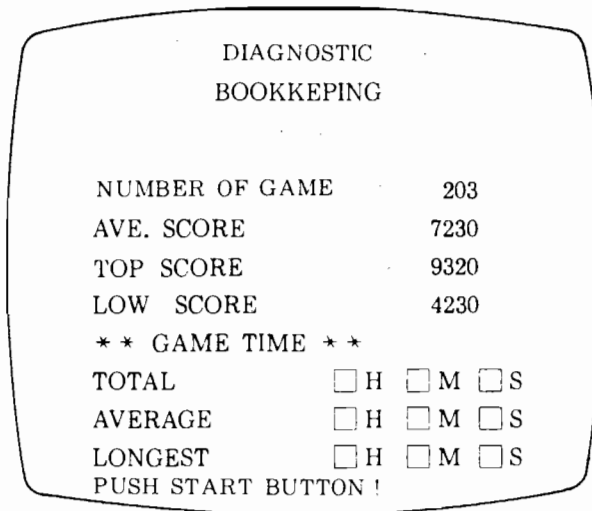 DIAGNOSTIC
BOOKKEPING
NUMBER OF GAME 203
AVE. SCORE 7230
TOP SCORE 9320
LOW SCORE 4230
** GAME TIME **
TOTAL □ H □ M □ S
AVERAGE □ H □ M □ S
LONGEST □ H □ M □ S
PUSH START BUTTON !